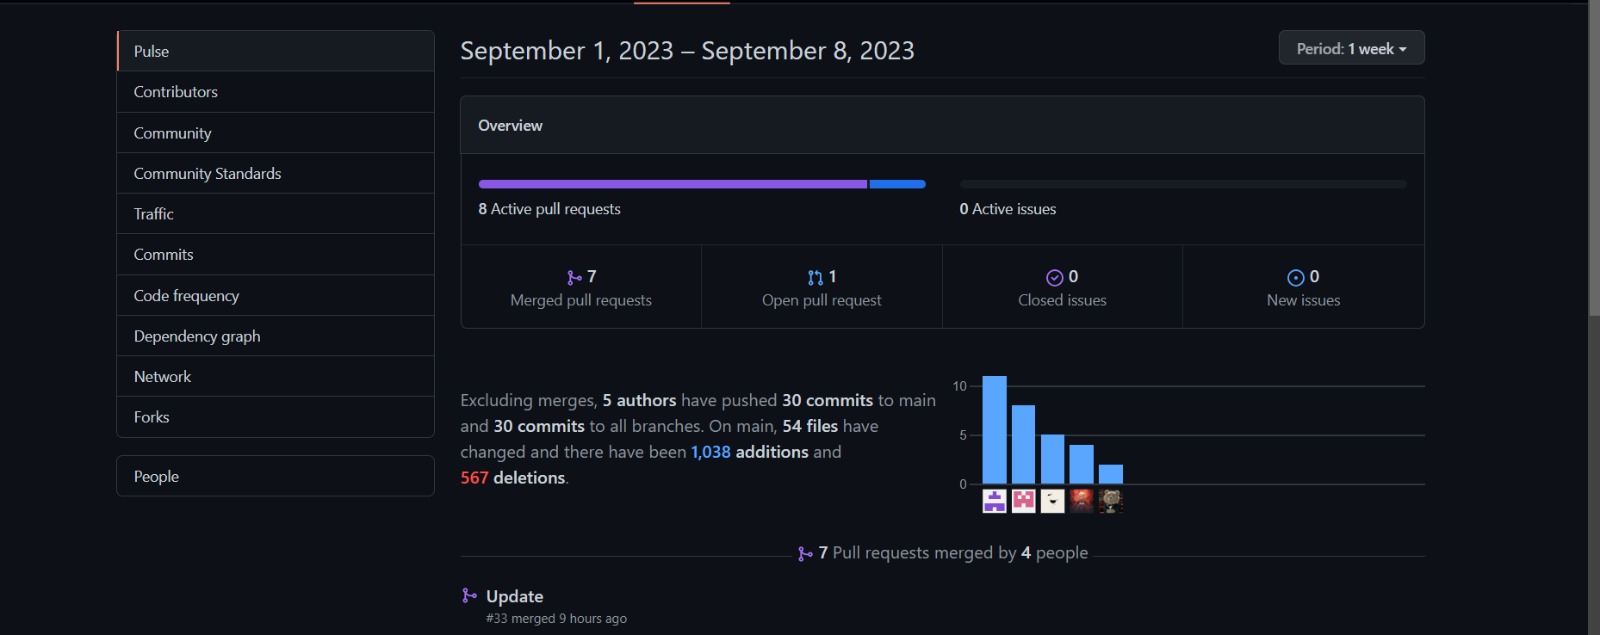 Pulse
Contributors
Community
Community Standards
Traffic
Commits
Code frequency
Dependency graph
Network
Forks
People
September 1, 2023 – September 8, 2023
Period: 1 week
Overview
8 Active pull requests
0 Active issues
7
Merged pull requests
1
Open pull request
0
Closed issues
0
New issues
Excluding merges, 5 authors have pushed 30 commits to main
and 30 commits to all branches. On main, 54 files have
changed and there have been 1,038 additions and
567 deletions.
10
5
0
7 Pull requests merged by 4 people
Update
#33 merged 9 hours ago